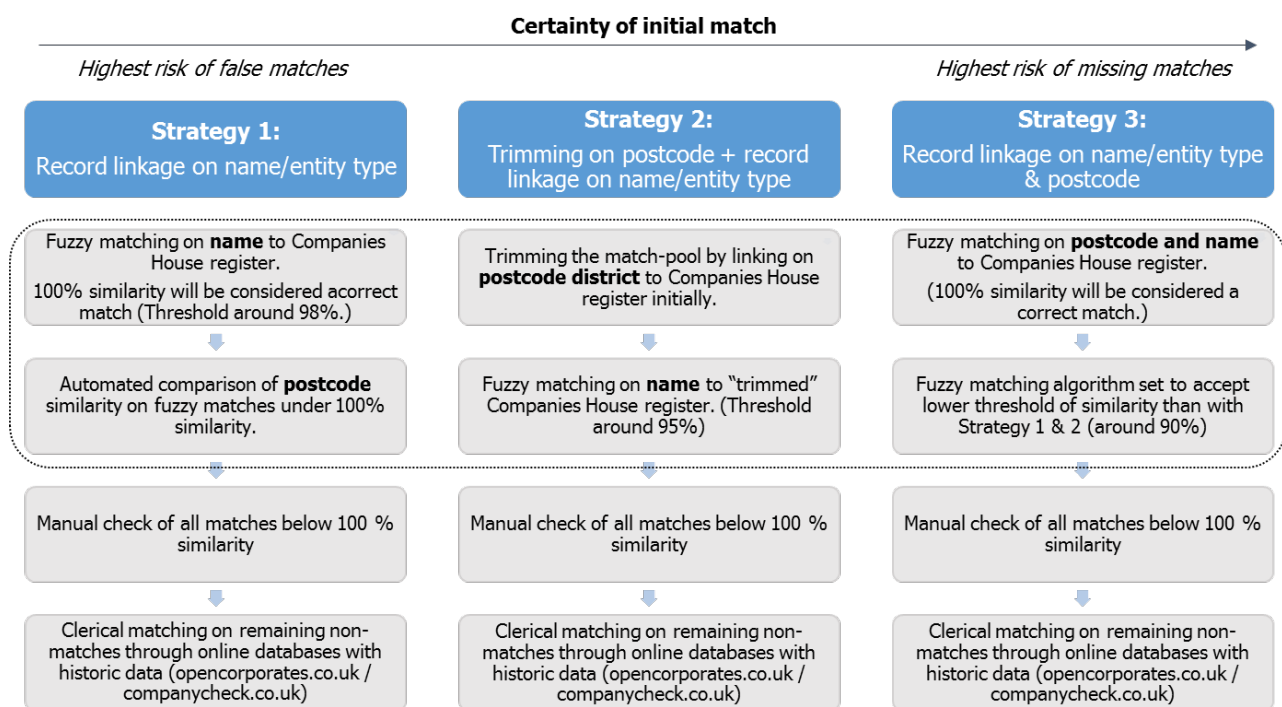 Certainty of initial match
Highest risk of false matches
Highest risk of missing matches
Strategy 1:
Record linkage on name/entity type
Strategy 2:
Trimming on postcode + record
linkage on name/entity type
Strategy 3:
Record linkage on name/entity type
& postcode
Fuzzy matching on name to Companies
House register.
100% similarity will be considered acorrect
match (Threshold around 98%.)
Trimming the match-pool by linking on
postcode district to Companies House
register initially.
Fuzzy matching on postcode and name
to Companies House register.
(100% similarity will be considered a
correct match.)
Automated comparison of postcode
similarity on fuzzy matches under 100%
similarity.
Fuzzy matching on name to “trimmed”
Companies House register. (Threshold
around 95%)
Fuzzy matching algorithm set to accept
lower threshold of similarity than with
Strategy 1 & 2 (around 90%)
Manual check of all matches below 100 %
similarity
Manual check of all matches below 100 %
similarity
Manual check of all matches below 100 %
similarity
Clerical matching on remaining non-
matches through online databases with
historic data (opencorporates.co.uk /
companycheck.co.uk)
Clerical matching on remaining non-
matches through online databases with
historic data (opencorporates.co.uk /
companycheck.co.uk)
Clerical matching on remaining non-
matches through online databases with
historic data (opencorporates.co.uk /
companycheck.co.uk)